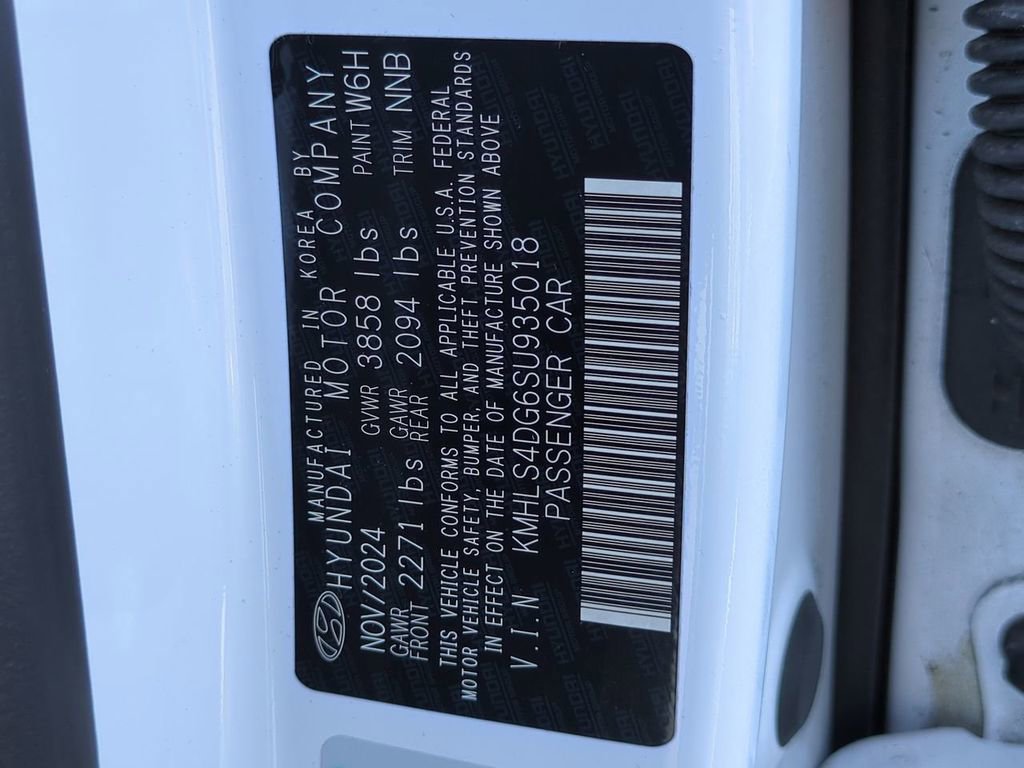 MANUFACTURED IN KOREA BY
HYUNDAI MOTOR COMPANY
NOV/2024 GVWR 3858 lbs PAINT W6H
GAWR FRONT 2271 lbs GAWR REAR 2094 lbs TRIM NNB
THIS VEHICLE CONFORMS TO ALL APPLICABLE U.S.A. FEDERAL
MOTOR VEHICLE SAFETY, BUMPER, AND THEFT PREVENTION STANDARDS
IN EFFECT ON THE DATE OF MANUFACTURE SHOWN ABOVE
V.I.N KMHLS4DG6SU935018
PASSENGER CAR